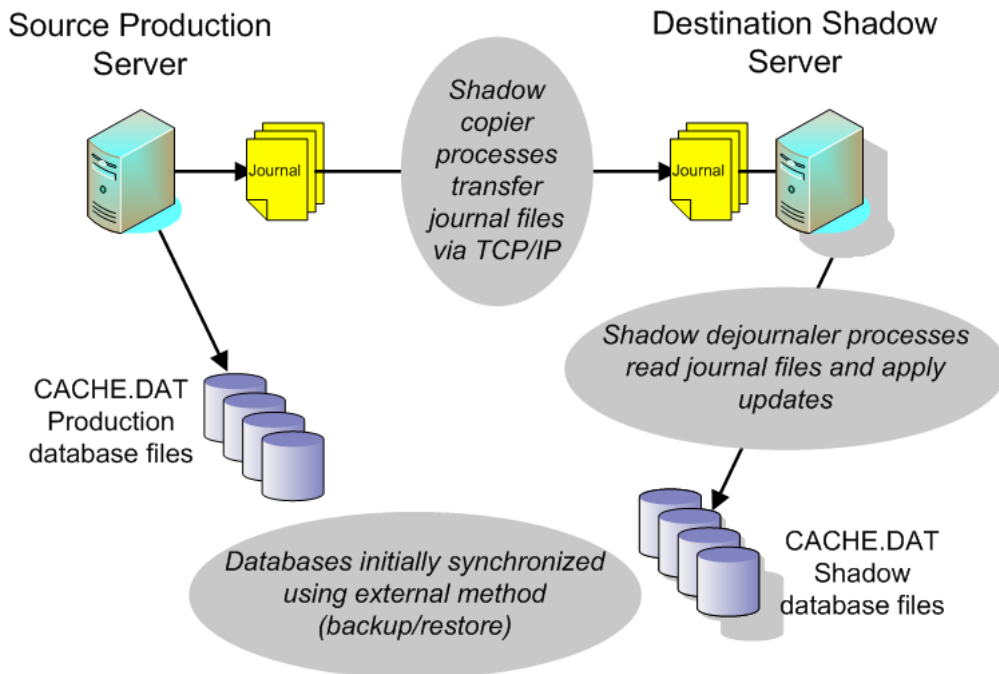 Source Production
Server
Destination Shadow
Server
Shadow
copier
processes
transfer
journal files
via TCP/IP
Journal
Journal
Shadow dejournaler processes
read journal files and apply
updates
CACHE.DAT
Production
database files
Databases initially synchronized
using external method
(backup/restore)
CACHE.DAT
Shadow
database files